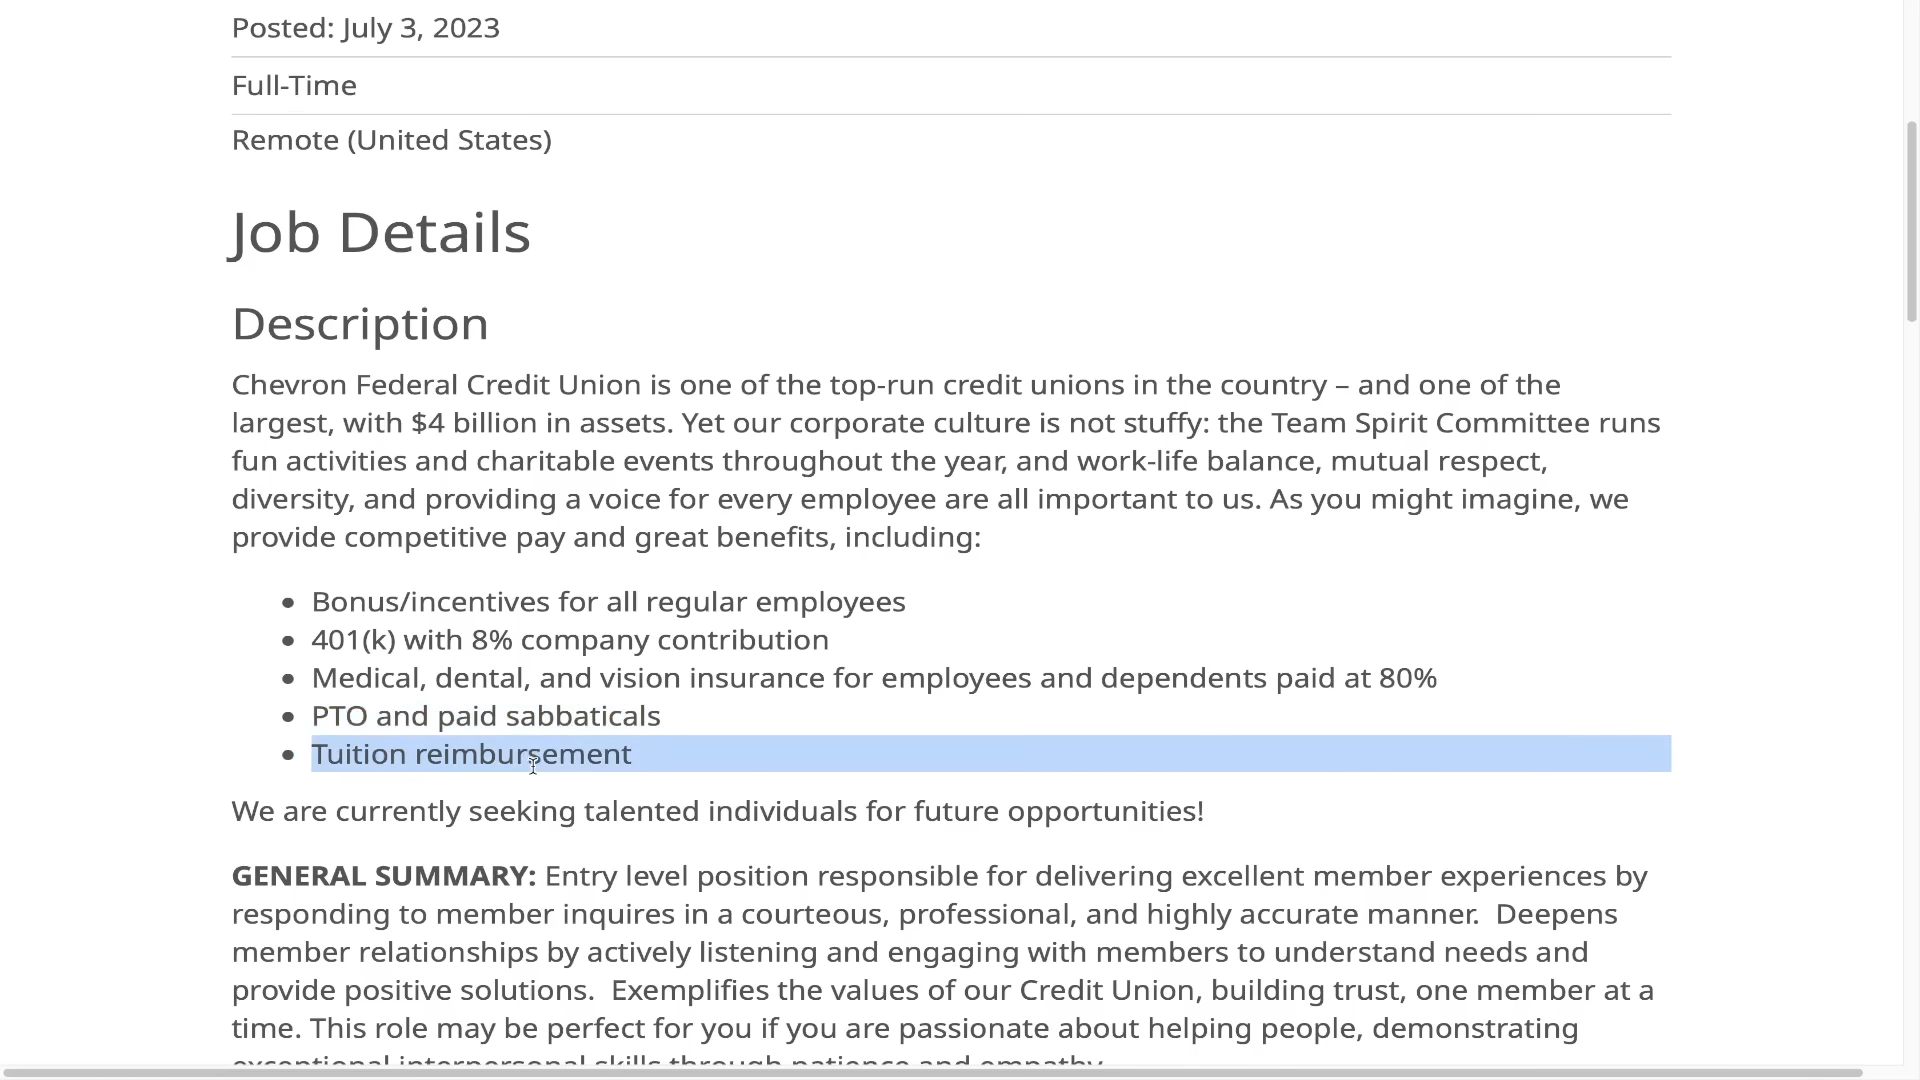 Posted: July 3, 2023
Full-Time
Remote (United States)
Job Details
Description
Chevron Federal Credit Union is one of the top-run credit unions in the country – and one of the
largest, with $4 billion in assets. Yet our corporate culture is not stuffy: the Team Spirit Committee runs
fun activities and charitable events throughout the year, and work-life balance, mutual respect,
diversity, and providing a voice for every employee are all important to us. As you might imagine, we
provide competitive pay and great benefits, including:
• Bonus/incentives for all regular employees
• 401(k) with 8% company contribution
• Medical, dental, and vision insurance for employees and dependents paid at 80%
• PTO and paid sabbaticals
• Tuition reimbursement
We are currently seeking talented individuals for future opportunities!
GENERAL SUMMARY: Entry level position responsible for delivering excellent member experiences by
responding to member inquires in a courteous, professional, and highly accurate manner.  Deepens
member relationships by actively listening and engaging with members to understand needs and
provide positive solutions.  Exemplifies the values of our Credit Union, building trust, one member at a
time. This role may be perfect for you if you are passionate about helping people, demonstrating
exceptional interpersonal skills through patience and empathy.